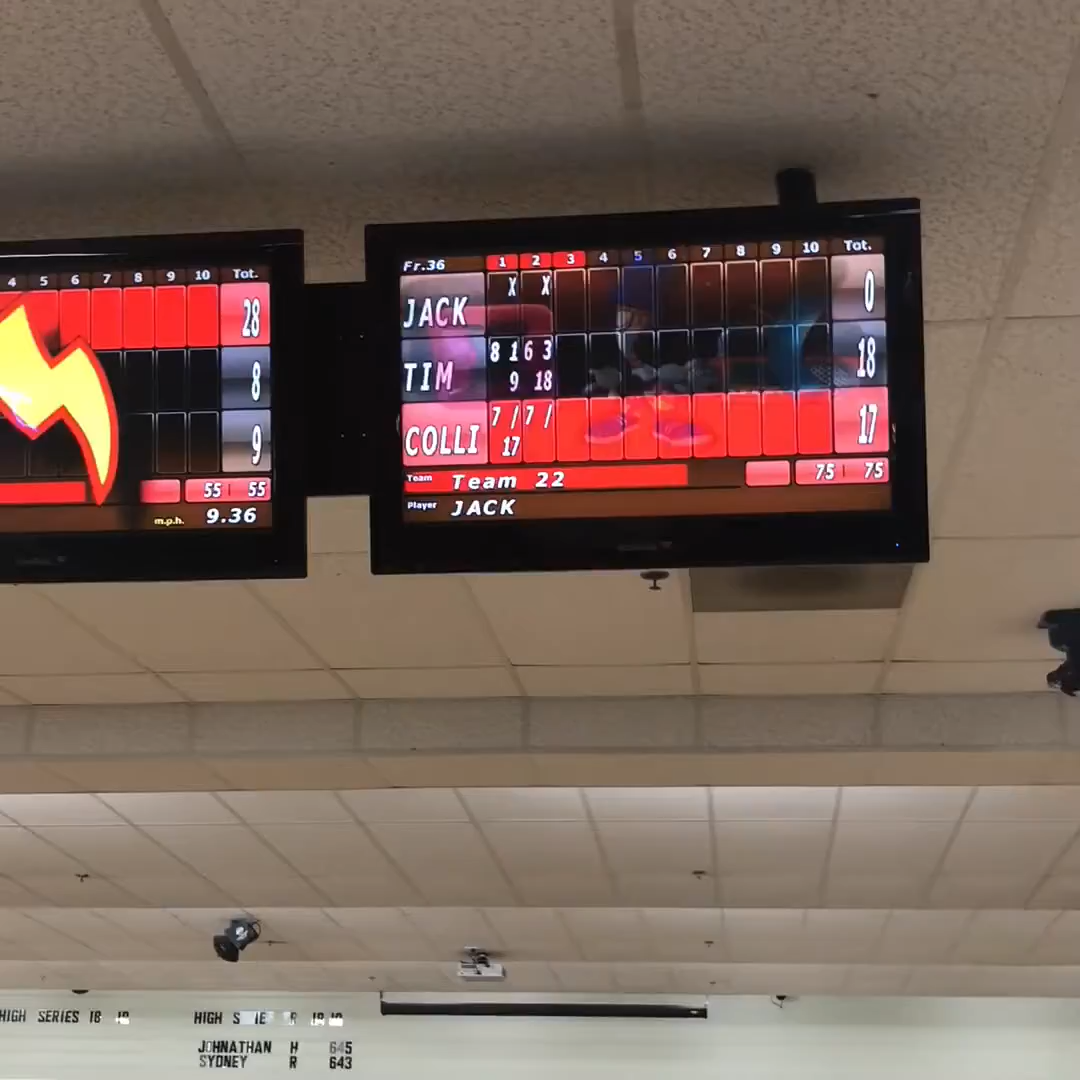 4 5 6 7 8 9 10 Tot.
28
8
9
55 55
m.p.h. 9.36
Fr.36 1 2 3 4 5 6 7 8 9 10 Tot.
JACK X X 0
TIM 8 1 6 3 18
9 18
COLLI 7 / 7 / 17
17
Team Team 22 75 75
Player JACK
HIGH SERIES 18
HIGH
JOHNATHAN H 645
SYDNEY R 643